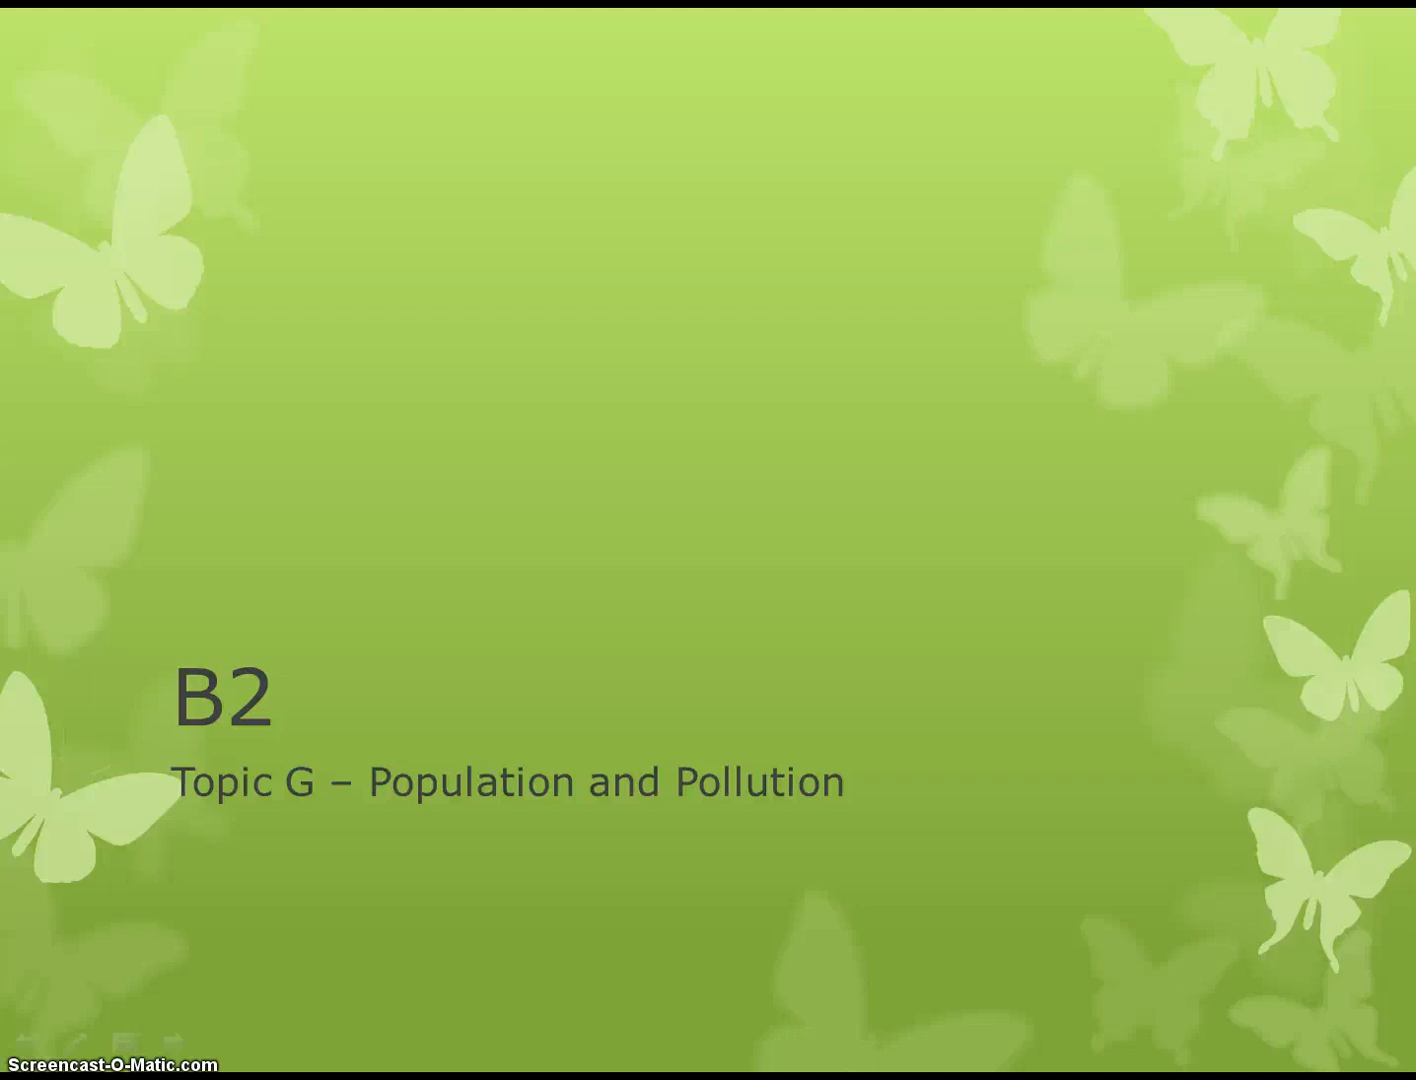 B2
Topic G – Population and Pollution
Screencast-O-Matic.com